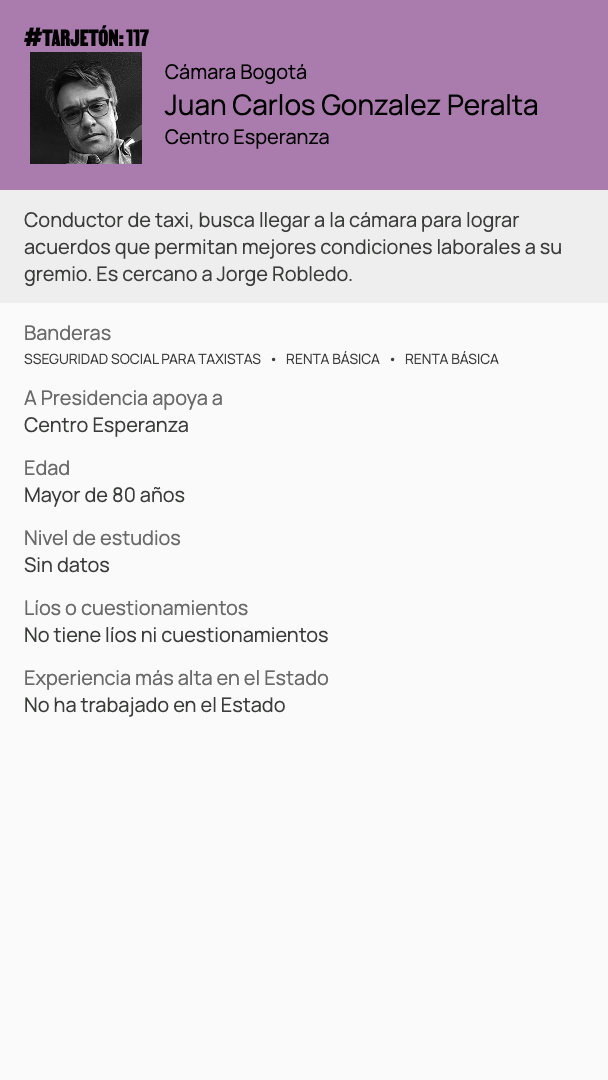 #TARJETÓN: 117
Cámara Bogotá
Juan Carlos Gonzalez Peralta
Centro Esperanza
Conductor de taxi, busca llegar a la cámara para lograr
acuerdos que permitan mejores condiciones laborales a su
gremio. Es cercano a Jorge Robledo.
Banderas
SSEGURIDAD SOCIAL PARA TAXISTAS • RENTA BÁSICA • RENTA BÁSICA
A Presidencia apoya a
Centro Esperanza
Edad
Mayor de 80 años
Nivel de estudios
Sin datos
Líos o cuestionamientos
No tiene líos ni cuestionamientos
Experiencia más alta en el Estado
No ha trabajado en el Estado